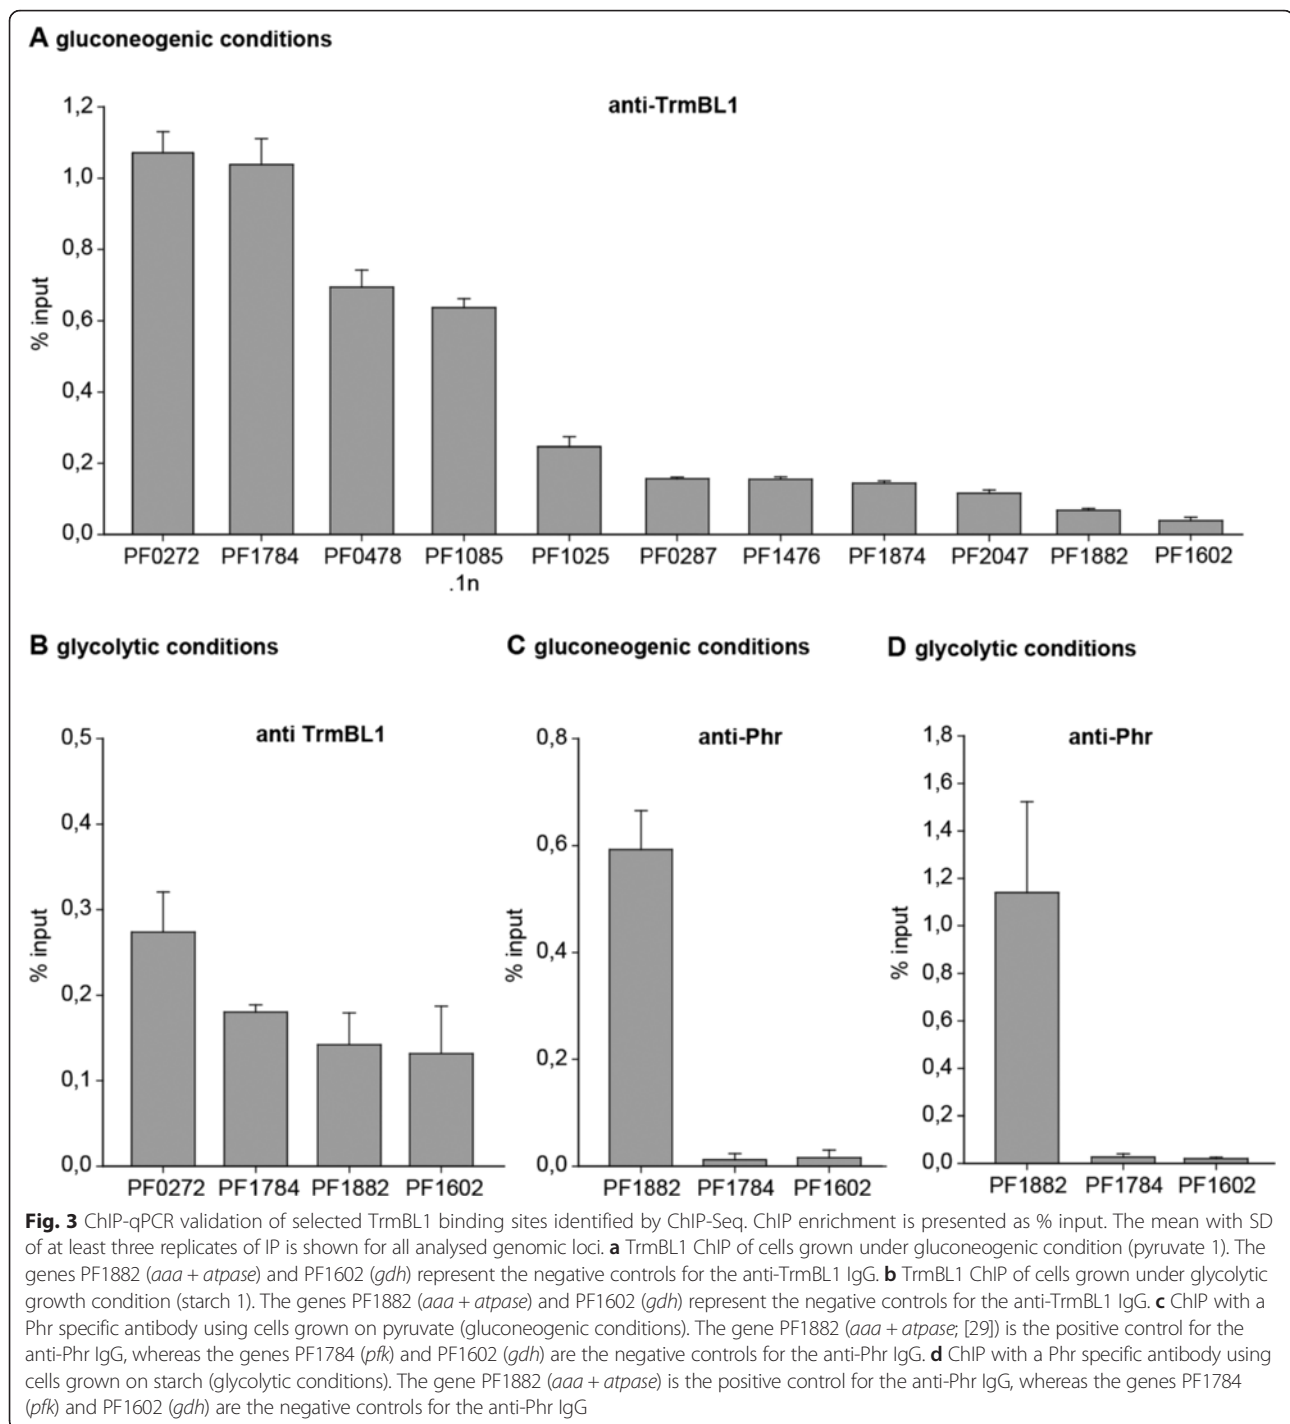 A gluconeogenic conditions
anti-TrmBL1
% input
1,2
1,0
0,8
0,6
0,4
0,2
0,0
PF0272 PF1784 PF0478 PF1085 PF1025 PF0287 PF1476 PF1874 PF2047 PF1882 PF1602
.1n
B glycolytic conditions
anti TrmBL1
% input
0,5
0,4
0,3
0,2
0,1
0,0
PF0272 PF1784 PF1882 PF1602
C gluconeogenic conditions
anti-Phr
% input
0,8
0,6
0,4
0,2
0,0
PF1882 PF1784 PF1602
D glycolytic conditions
anti-Phr
% input
1,8
1,6
1,4
1,2
1,0
0,8
0,6
0,4
0,2
0,0
PF1882 PF1784 PF1602
Fig. 3 ChIP-qPCR validation of selected TrmBL1 binding sites identified by ChIP-Seq. ChIP enrichment is presented as % input. The mean with SD
of at least three replicates of IP is shown for all analysed genomic loci. a TrmBL1 ChIP of cells grown under gluconeogenic condition (pyruvate 1). The
genes PF1882 (aaa + atpase) and PF1602 (gdh) represent the negative controls for the anti-TrmBL1 IgG. b TrmBL1 ChIP of cells grown under glycolytic
growth condition (starch 1). The genes PF1882 (aaa + atpase) and PF1602 (gdh) represent the negative controls for the anti-TrmBL1 IgG. c ChIP with a
Phr specific antibody using cells grown on pyruvate (gluconeogenic conditions). The gene PF1882 (aaa + atpase; [29]) is the positive control for the
anti-Phr IgG, whereas the genes PF1784 (pfk) and PF1602 (gdh) are the negative controls for the anti-Phr IgG. d ChIP with a Phr specific antibody using
cells grown on starch (glycolytic conditions). The gene PF1882 (aaa + atpase) is the positive control for the anti-Phr IgG, whereas the genes PF1784
(pfk) and PF1602 (gdh) are the negative controls for the anti-Phr IgG